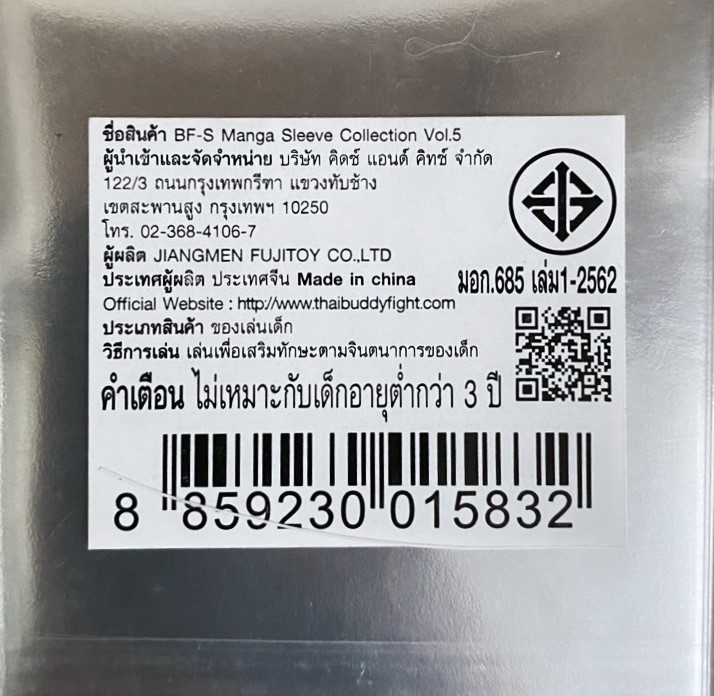 ชื่อสินค้า BF-S Manga Sleeve Collection Vol.5
ผู้นำเข้าและจัดจำหน่าย บริษัท คิดซ์ แอนด์ คิทซ์ จำกัด
122/3 ถนนกรุงเทพกรีฑา แขวงทับช้าง
เขตสะพานสูง กรุงเทพฯ 10250
โทร. 02-368-4106-7
ผู้ผลิต JIANGMEN FUJITOY CO.,LTD
ประเทศผู้ผลิต ประเทศจีน Made in china
มอก.685 เล่ม1-2562
Official Website : http://www.thaibuddyfight.com
ประเภทสินค้า ของเล่นเด็ก
วิธีการเล่น เล่นเพื่อเสริมทักษะตามจินตนาการของเด็ก
คำเตือน ไม่เหมาะกับเด็กอายุต่ำกว่า 3 ปี
8 859230 015832